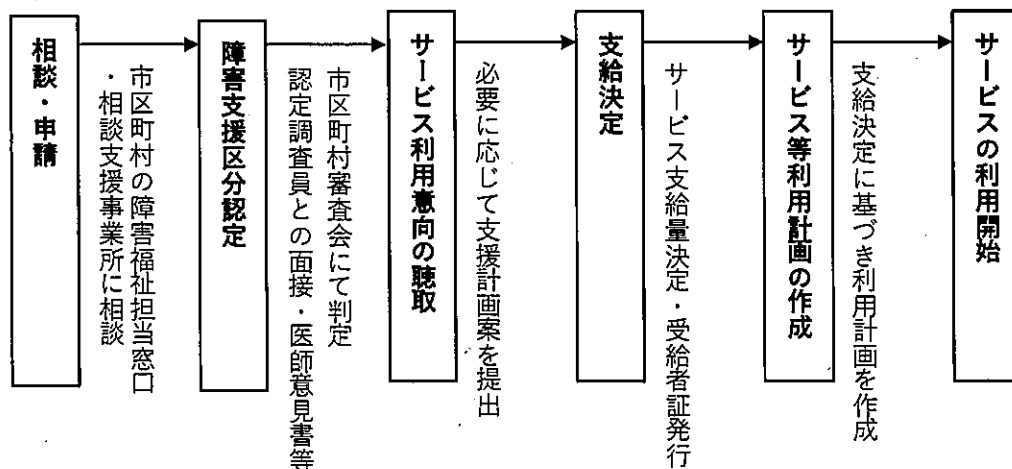 相談・申請
市区町村の障害福祉担当窓口
・相談支援事業所に相談
障害支援区分認定
市区町村審査会にて判定
認定調査員との面接・医師意見書等
サービス利用意向の聴取
必要に応じて支援計画案を提出
支給決定
サービス支給量決定・受給者証発行
サービス等利用計画の作成
支給決定に基づき利用計画を作成
サービスの利用開始